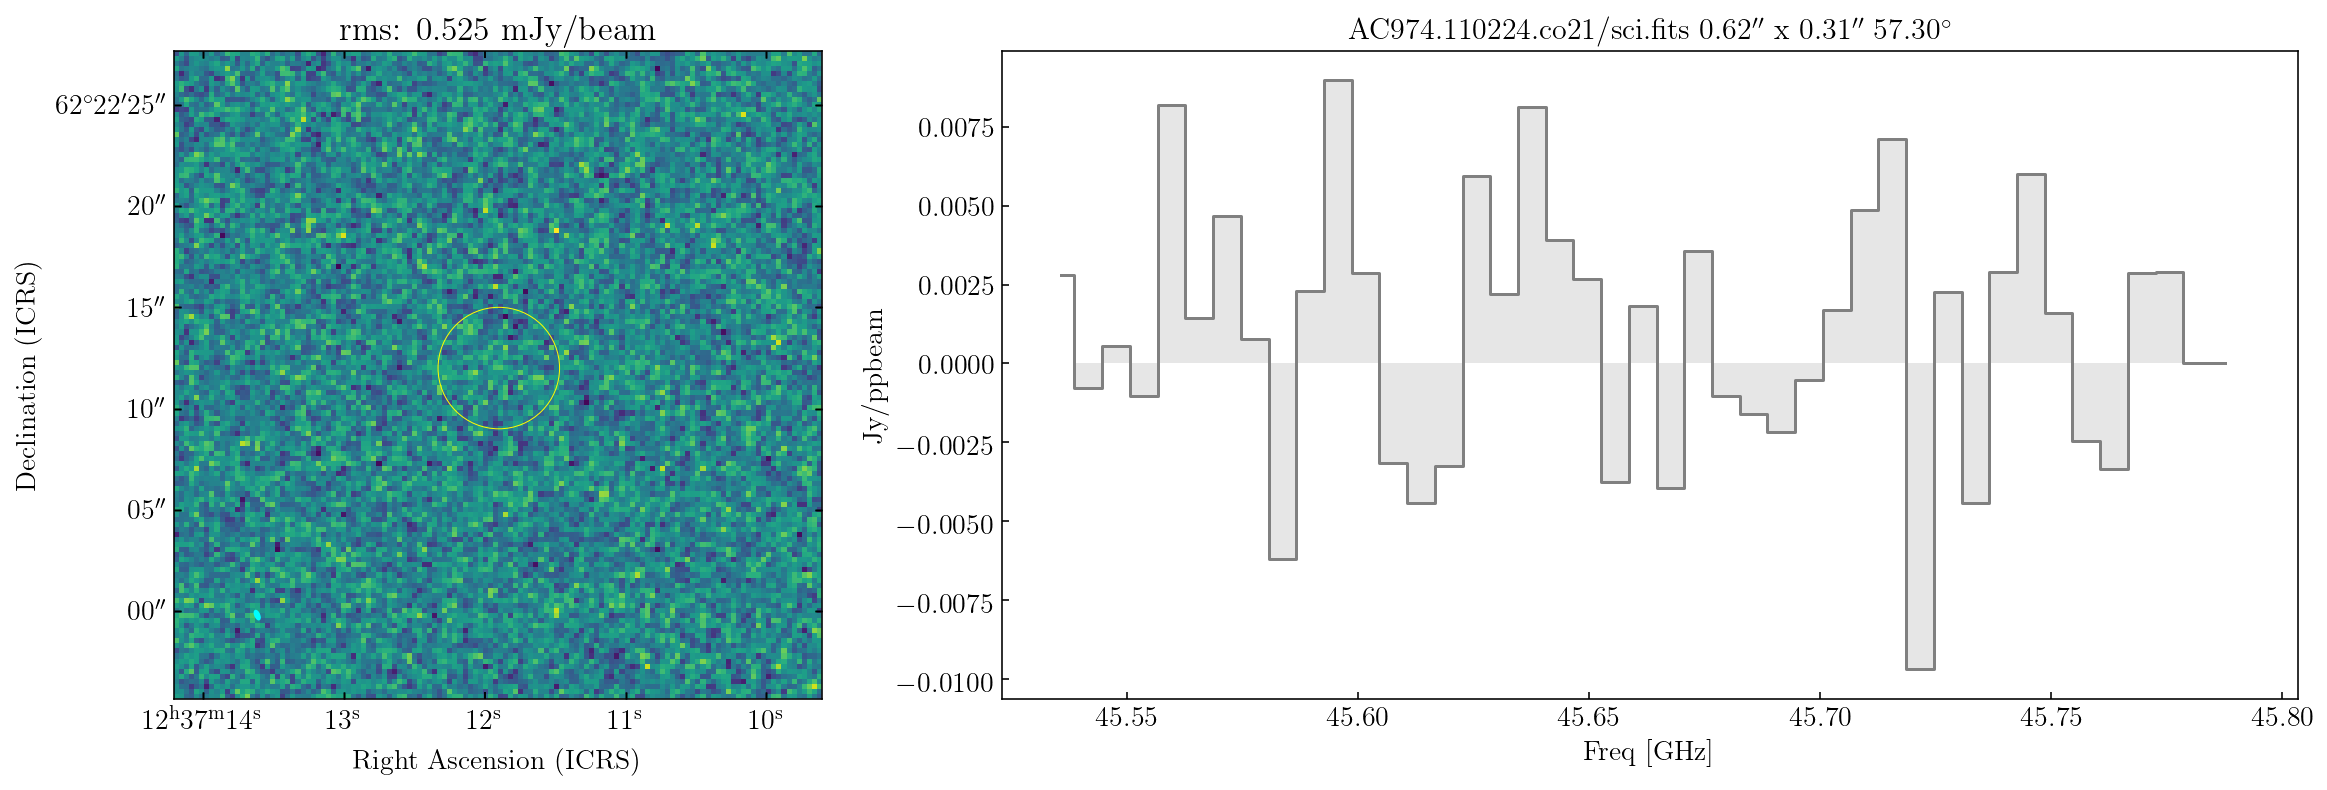 rms: 0.525 mJy/beam
62°22′25″
20″
15″
10″
05″
00″
Declination (ICRS)
12ʰ37ᵐ14ˢ 13ˢ 12ˢ 11ˢ 10ˢ
Right Ascension (ICRS)
AC974.110224.co21/sci.fits 0.62″ x 0.31″ 57.30°
0.0075
0.0050
0.0025
0.0000
−0.0025
−0.0050
−0.0075
−0.0100
Jy/ppbeam
45.55 45.60 45.65 45.70 45.75 45.80
Freq [GHz]